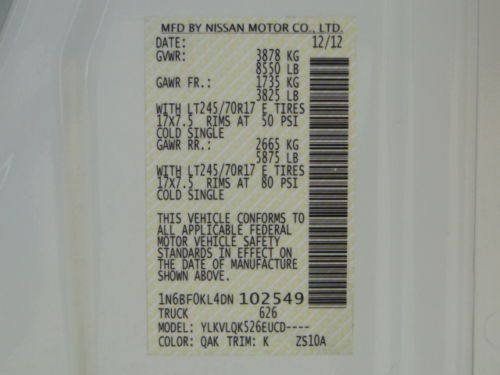 MFD BY NISSAN MOTOR CO., LTD.
DATE: 12/12
GVWR: 3878 KG
8550 LB
GAWR FR.: 1735 KG
3825 LB
WITH LT245/70R17 E TIRES
17x7.5 RIMS AT 50 PSI
COLD SINGLE
GAWR RR.: 2665 KG
5875 LB
WITH LT245/70R17 E TIRES
17x7.5 RIMS AT 80 PSI
COLD SINGLE
THIS VEHICLE CONFORMS TO
ALL APPLICABLE FEDERAL
MOTOR VEHICLE SAFETY
STANDARDS IN EFFECT ON
THE DATE OF MANUFACTURE
SHOWN ABOVE.
1N6BF0KL4DN 102549
TRUCK 626
MODEL: YLKVLQK526EUCD----
COLOR: QAK TRIM: K ZS10A